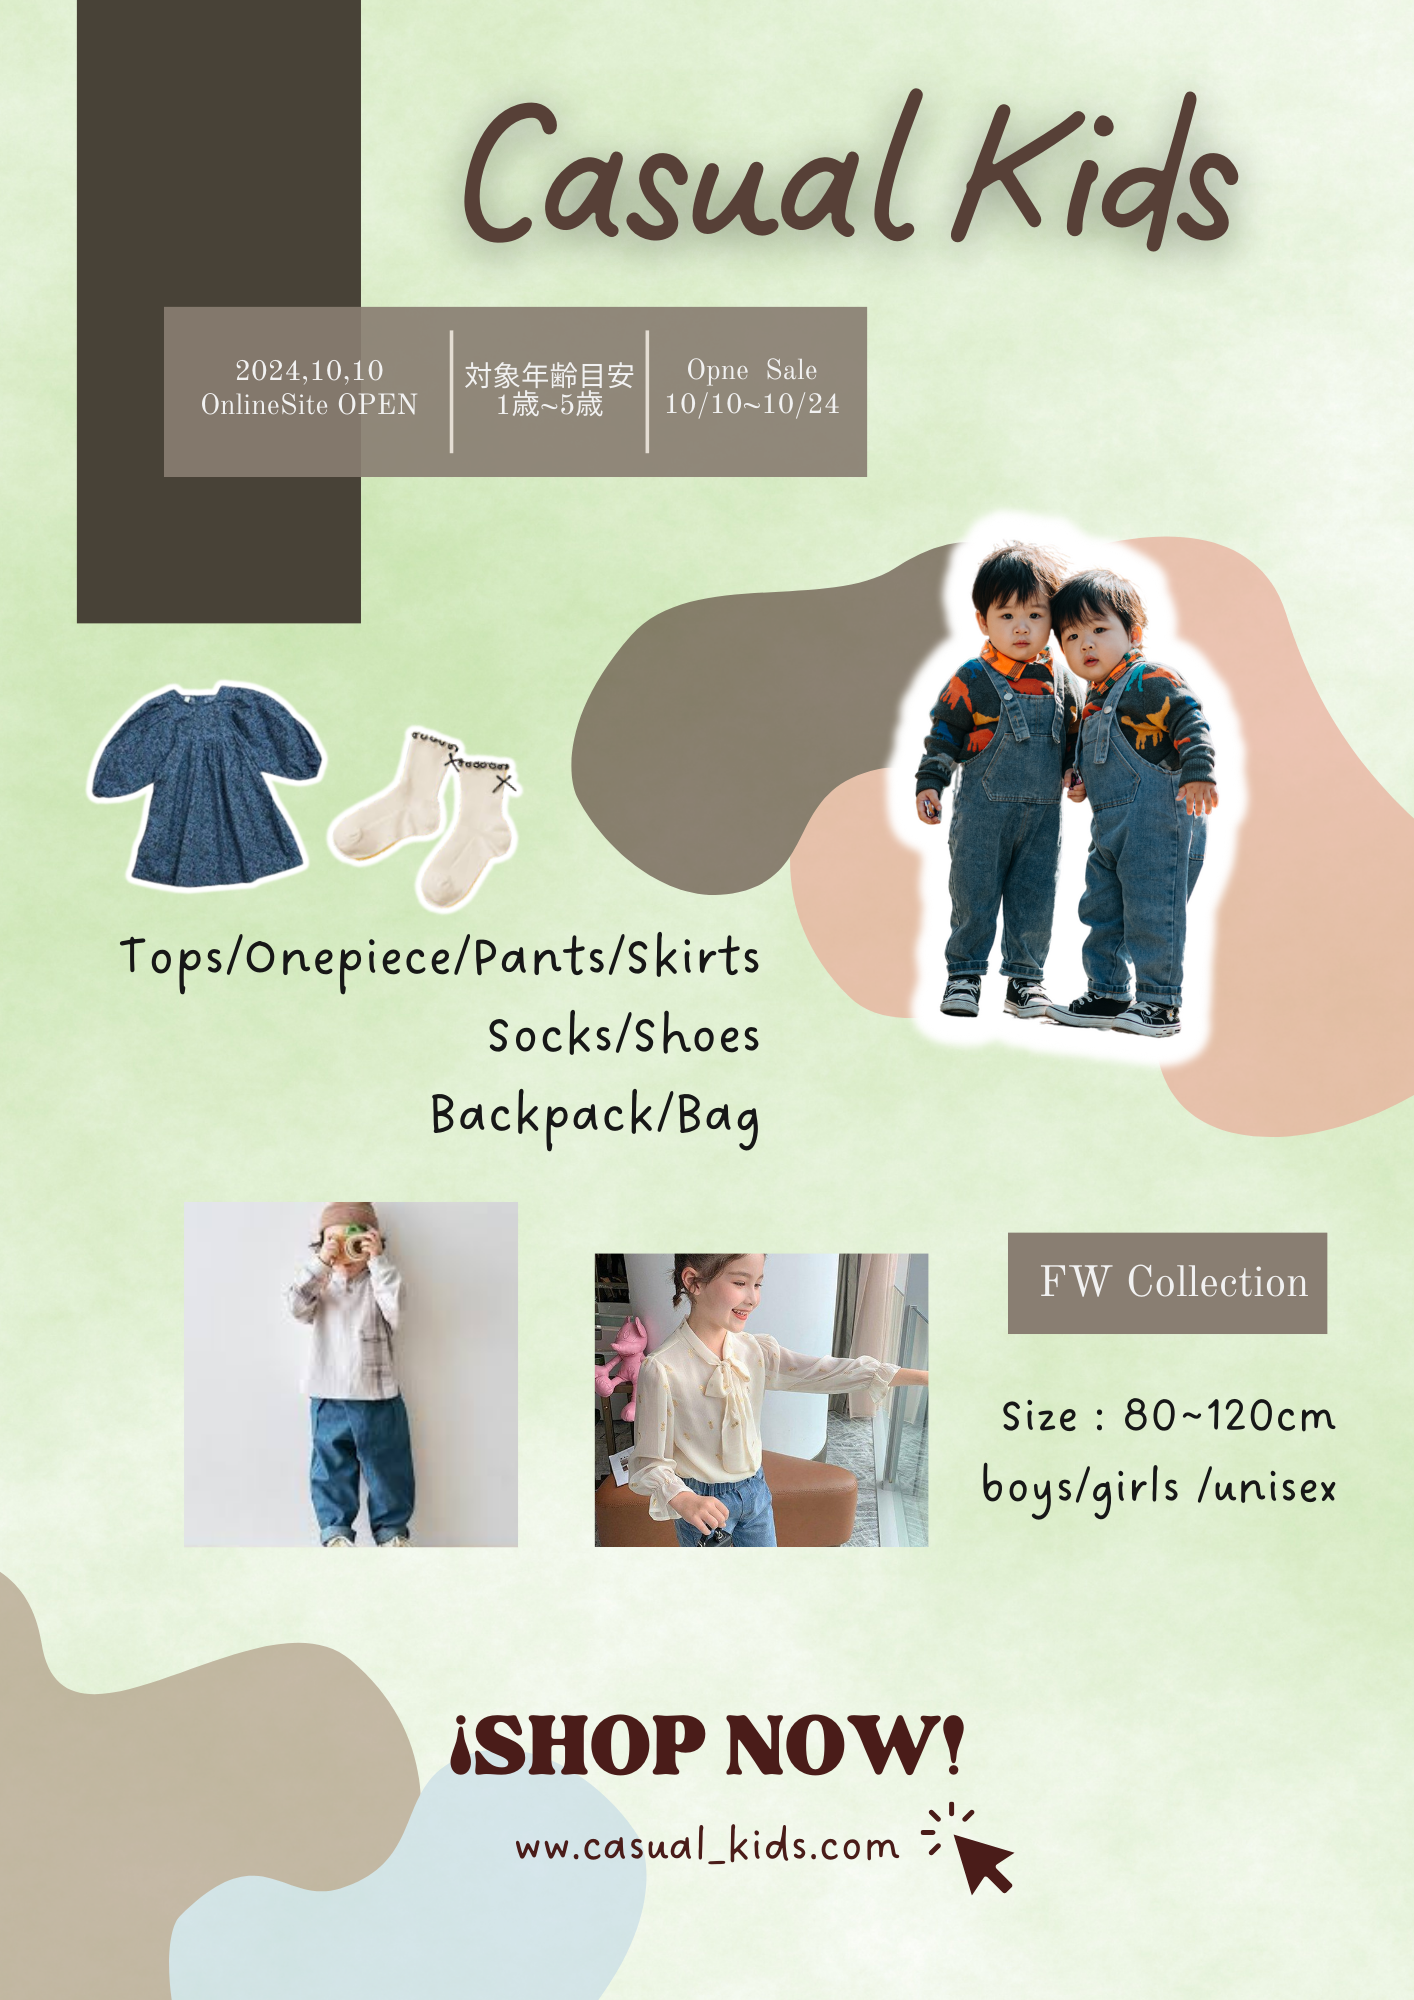 Casual Kids
2024,10,10
OnlineSite OPEN
対象年齢目安
1歳~5歳
Opne Sale
10/10~10/24
Tops/Onepiece/Pants/Skirts
Socks/Shoes
Backpack/Bag
FW Collection
Size : 80~120cm
boys/girls /unisex
¡SHOP NOW!
ww.casual_kids.com